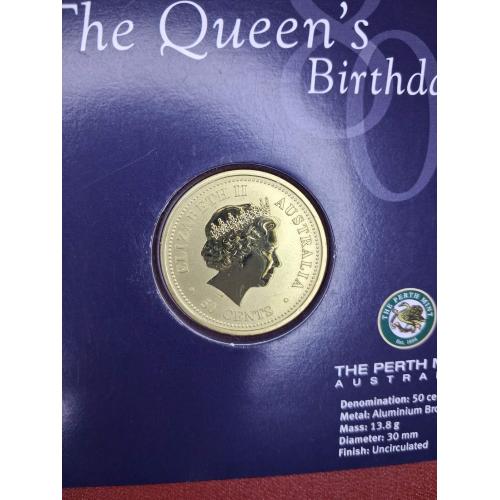 The Queen's
Birthda
80
ELIZABETH II
AUSTRALIA
50 CENTS
THE PERTH MINT
Est. 1899
THE PERTH M
AUSTRAL
Denomination: 50 ce
Metal: Aluminium Bro
Mass: 13.8 g
Diameter: 30 mm
Finish: Uncirculated